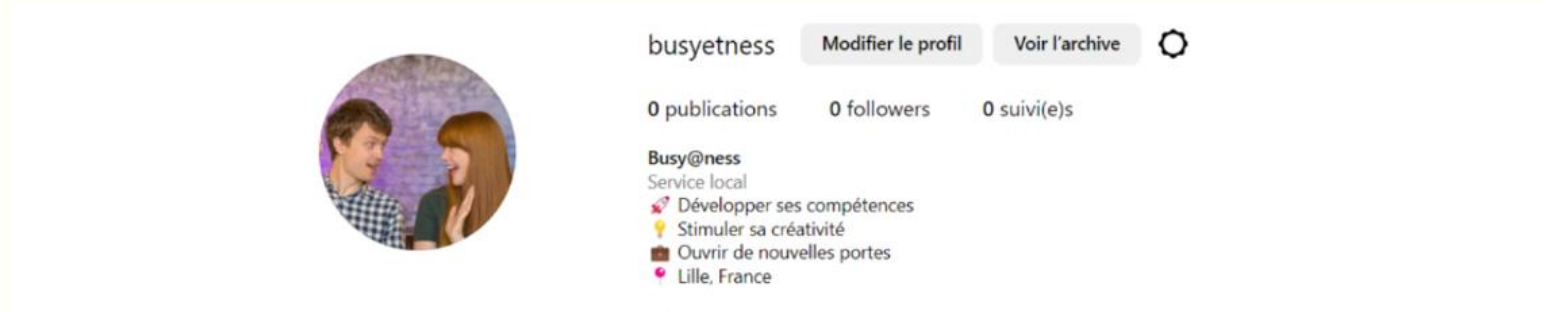 busyetness Modifier le profil Voir l'archive
0 publications 0 followers 0 suivi(e)s
Busy@ness
Service local
🚀 Développer ses compétences
💡 Stimuler sa créativité
💼 Ouvrir de nouvelles portes
📍 Lille, France